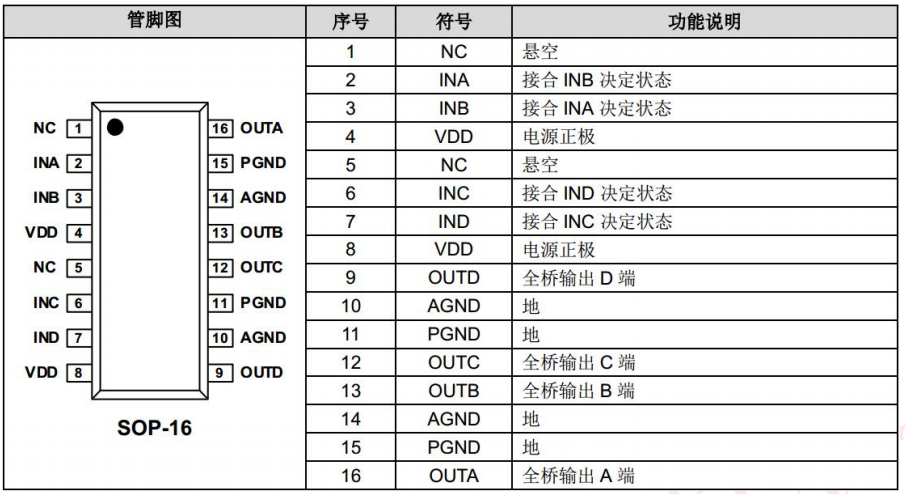 管脚图 序号 符号 功能说明
1 NC 悬空
2 INA 接合 INB 决定状态
3 INB 接合 INA 决定状态
4 VDD 电源正极
5 NC 悬空
6 INC 接合 IND 决定状态
7 IND 接合 INC 决定状态
8 VDD 电源正极
9 OUTD 全桥输出 D 端
10 AGND 地
11 PGND 地
12 OUTC 全桥输出 C 端
13 OUTB 全桥输出 B 端
14 AGND 地
15 PGND 地
16 OUTA 全桥输出 A 端
NC 1 16 OUTA
INA 2 15 PGND
INB 3 14 AGND
VDD 4 13 OUTB
NC 5 12 OUTC
INC 6 11 PGND
IND 7 10 AGND
VDD 8 9 OUTD
SOP-16